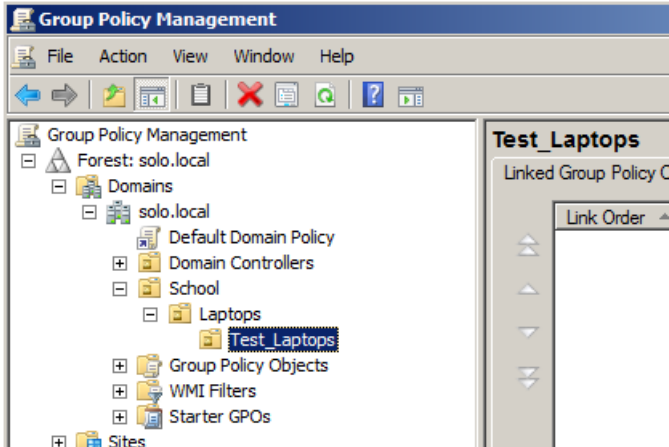 Group Policy Management
File Action View Window Help
Group Policy Management
Forest: solo.local
Domains
solo.local
Default Domain Policy
Domain Controllers
School
Laptops
Test_Laptops
Group Policy Objects
WMI Filters
Starter GPOs
Sites
Test_Laptops
Linked Group Policy
Link Order